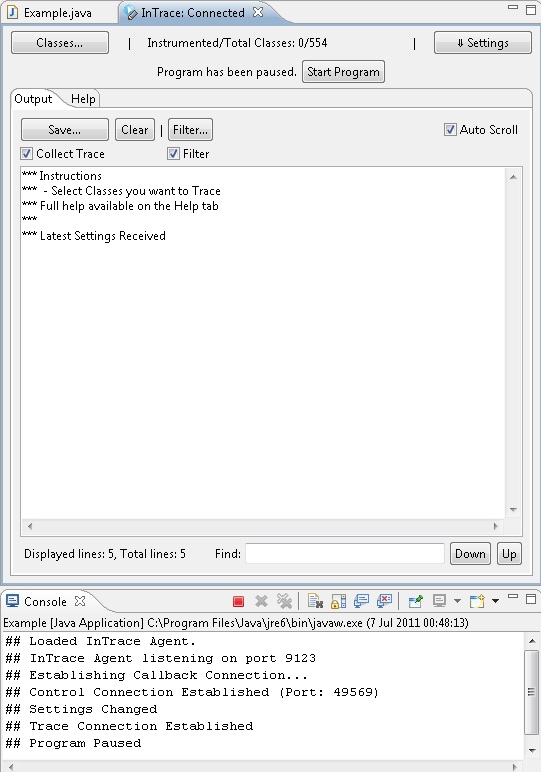 Example.java
InTrace: Connected
Classes...
|
Instrumented/Total Classes: 0/554
|
⇓ Settings
Program has been paused.
Start Program
Output
Help
Save...
Clear
|
Filter...
Auto Scroll
Collect Trace
Filter
*** Instructions
***  - Select Classes you want to Trace
*** Full help available on the Help tab
***
*** Latest Settings Received
Displayed lines: 5, Total lines: 5
Find:
Down
Up
Console
Example [Java Application] C:\Program Files\Java\jre6\bin\javaw.exe (7 Jul 2011 00:48:13)
## Loaded InTrace Agent.
## InTrace Agent listening on port 9123
## Establishing Callback Connection...
## Control Connection Established (Port: 49569)
## Settings Changed
## Trace Connection Established
## Program Paused